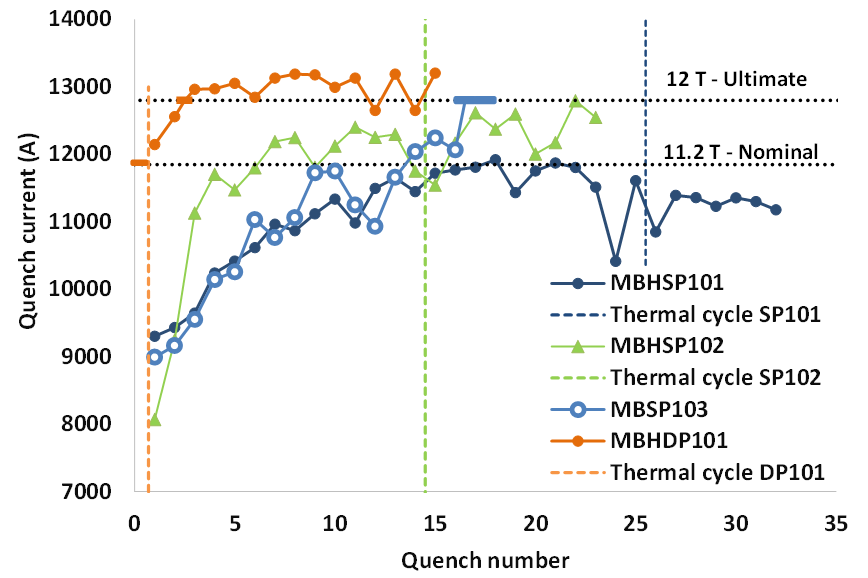 14000
13000
12000
11000
10000
9000
8000
7000
Quench current (A)
12 T - Ultimate
11.2 T - Nominal
MBHSP101
Thermal cycle SP101
MBHSP102
Thermal cycle SP102
MBSP103
MBHDP101
Thermal cycle DP101
0 5 10 15 20 25 30 35
Quench number